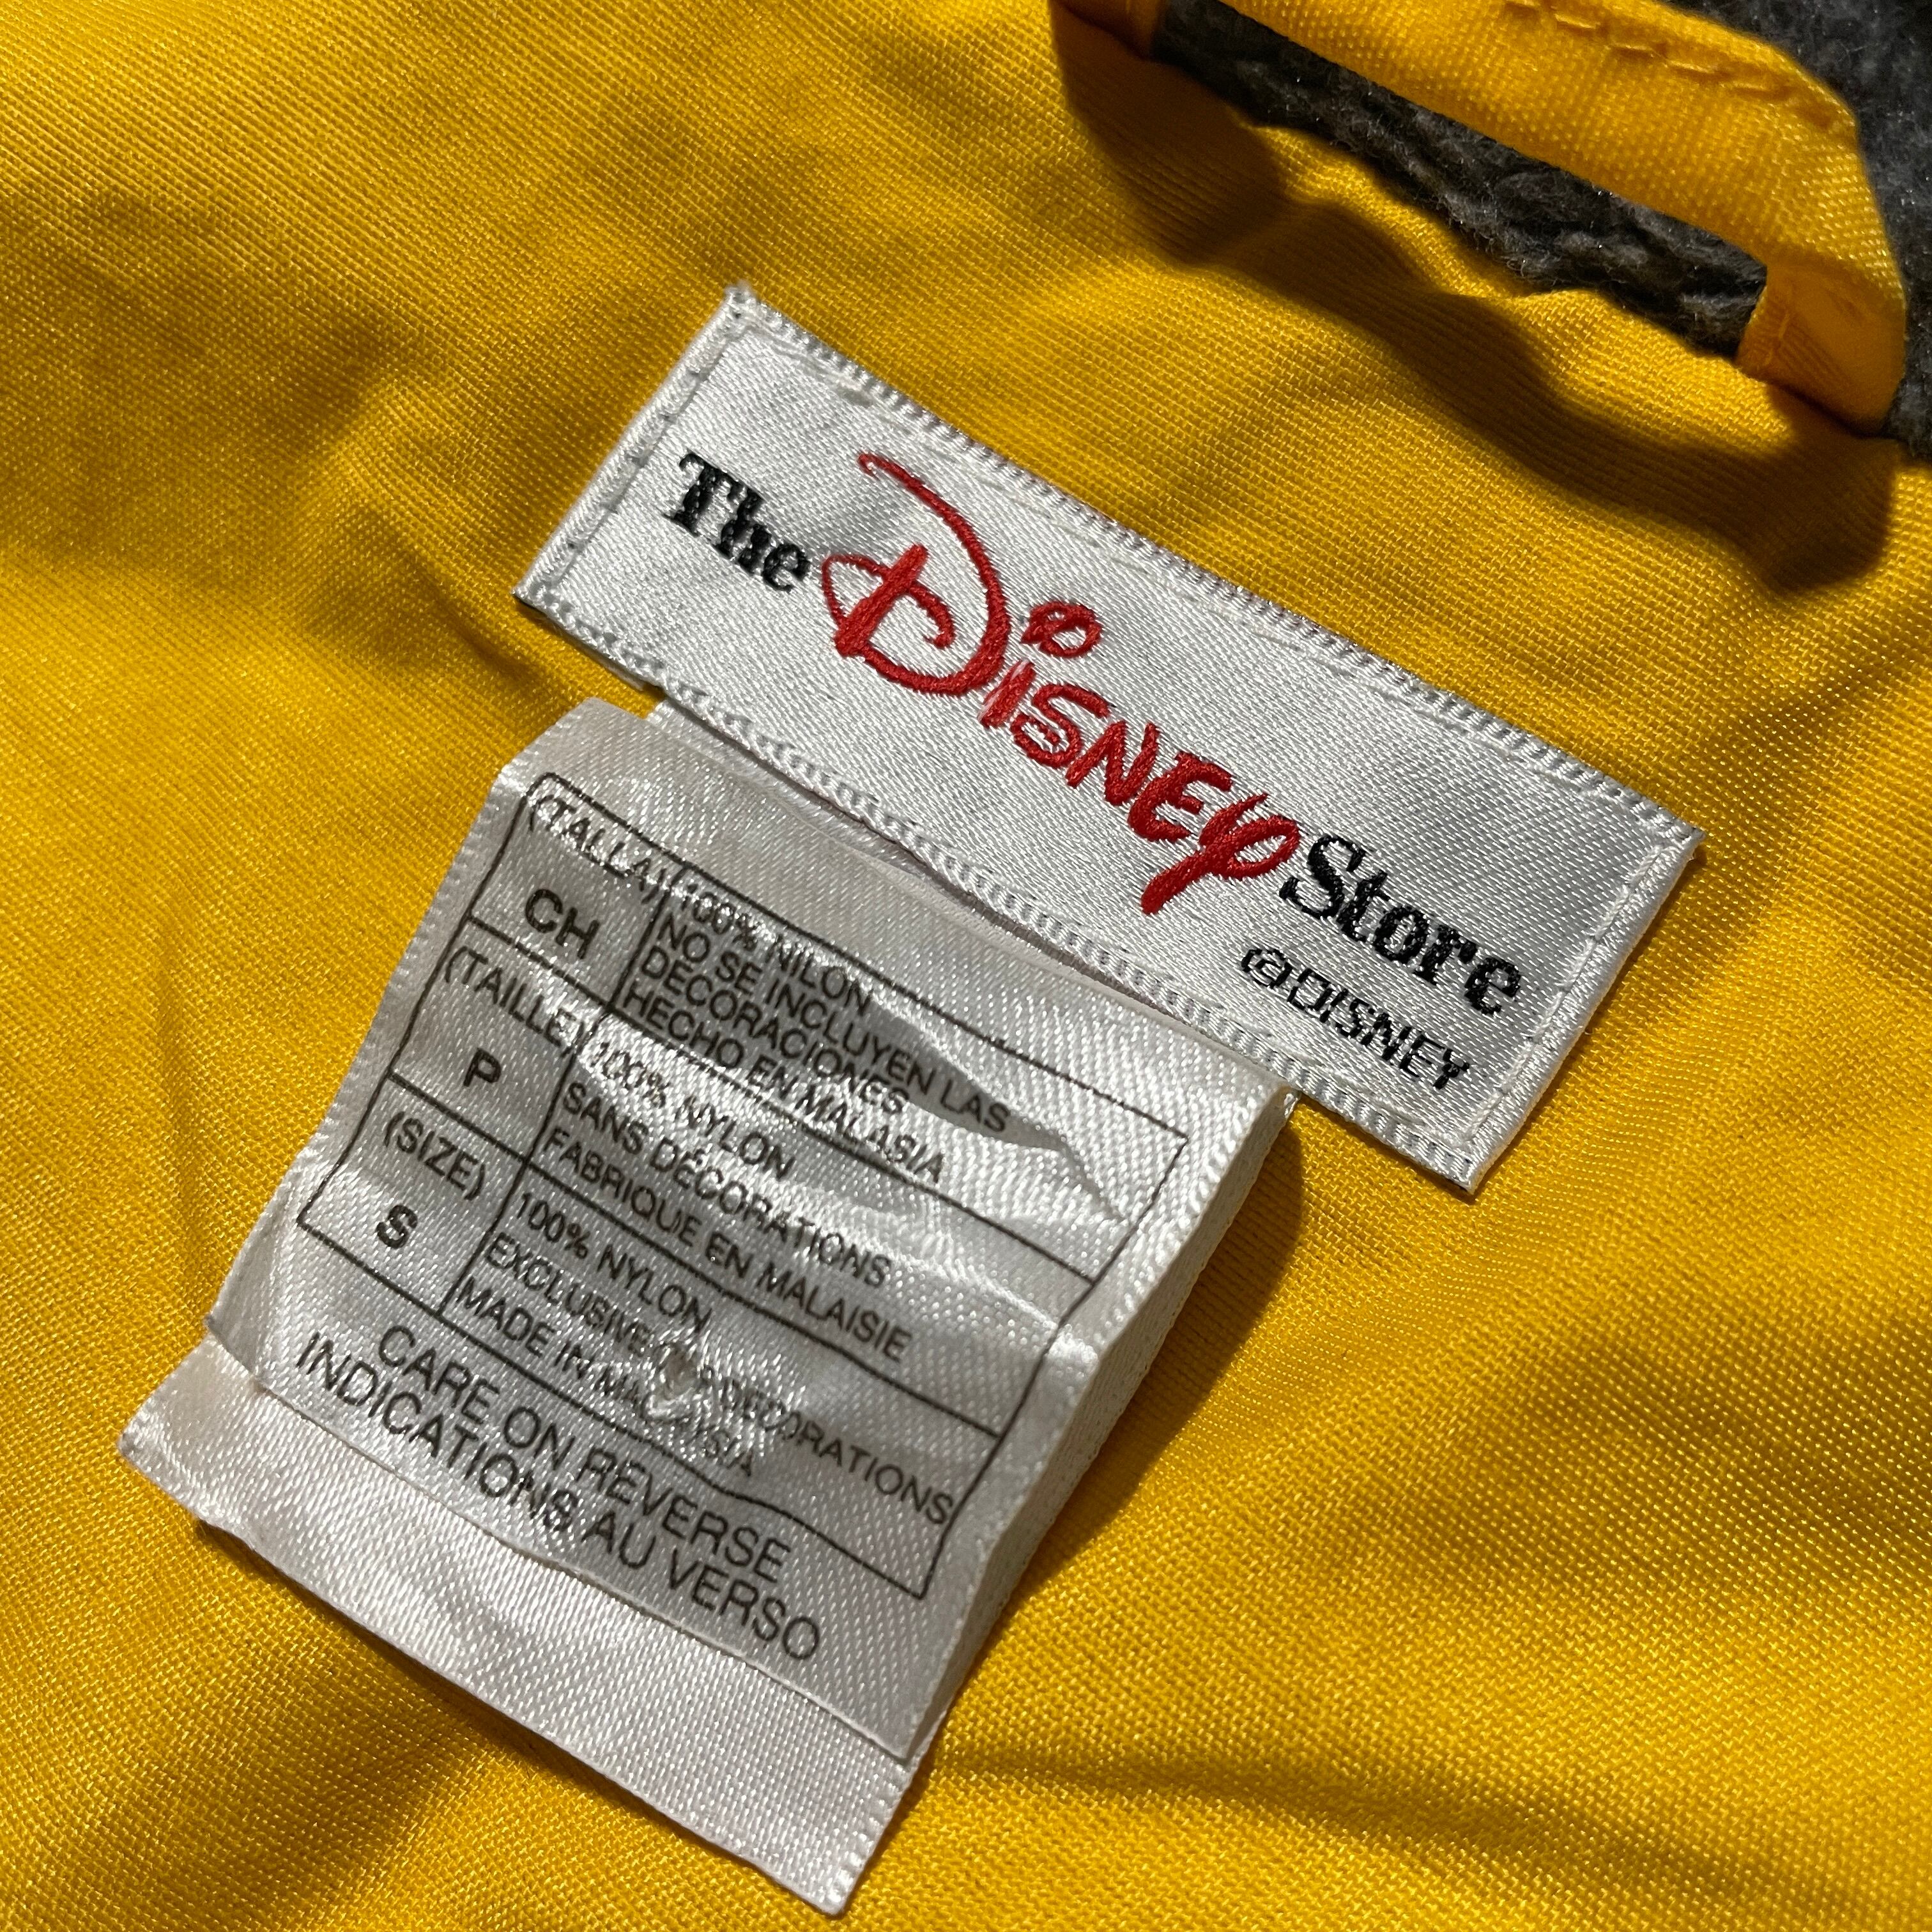 The Disney Store
©DISNEY
(TALLA)
CH
100% NILON
NO SE INCLUYEN LAS
DECORACIONES
HECHO EN MALASIA
(TAILLE)
P
100% NYLON
SANS DÉCORATIONS
FABRIQUE EN MALAISIE
(SIZE)
S
100% NYLON
EXCLUSIVE DECORATIONS
MADE IN MALAYSIA
CARE ON REVERSE
INDICATIONS AU VERSO